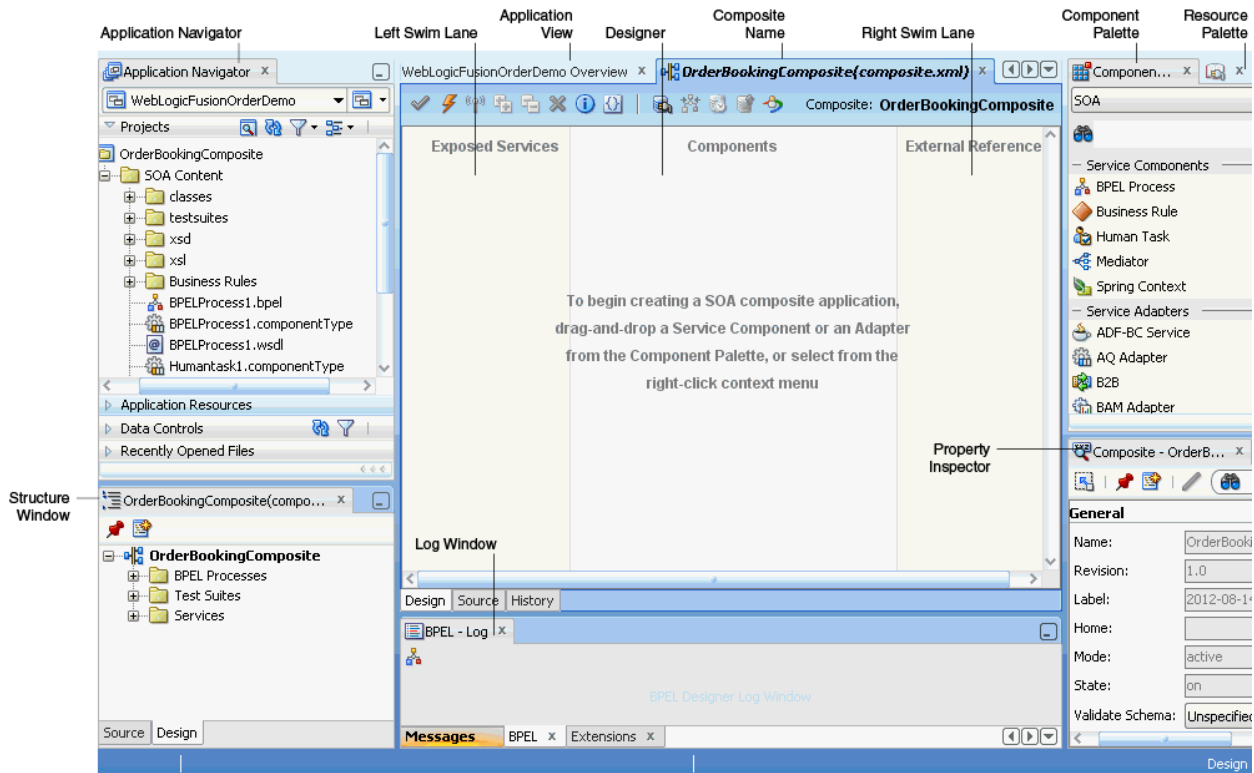 Application Navigator
Left Swim Lane
Application View
Designer
Composite Name
Right Swim Lane
Component Palette
Resource Palette
Application Navigator x
WebLogicFusionOrderDemo
Projects
OrderBookingComposite
SOA Content
classes
testsuites
xsd
xsl
Business Rules
BPELProcess1.bpel
BPELProcess1.componentType
BPELProcess1.wsdl
Humantask1.componentType
Application Resources
Data Controls
Recently Opened Files
Structure Window
OrderBookingComposite(compo... x
OrderBookingComposite
BPEL Processes
Test Suites
Services
Source Design
WebLogicFusionOrderDemo Overview x
OrderBookingComposite(composite.xml) x
Composite: OrderBookingComposite
Exposed Services
Components
External Reference
To begin creating a SOA composite application,
drag-and-drop a Service Component or an Adapter
from the Component Palette, or select from the
right-click context menu
Log Window
Design Source History
BPEL - Log x
BPEL Designer Log Window
Messages BPEL x Extensions x
Componen... x x
SOA
Service Components
BPEL Process
Business Rule
Human Task
Mediator
Spring Context
Service Adapters
ADF-BC Service
AQ Adapter
B2B
BAM Adapter
Property Inspector
Composite - OrderB... x
General
Name: OrderBooki
Revision: 1.0
Label: 2012-08-14
Home:
Mode: active
State: on
Validate Schema: Unspecified
Design